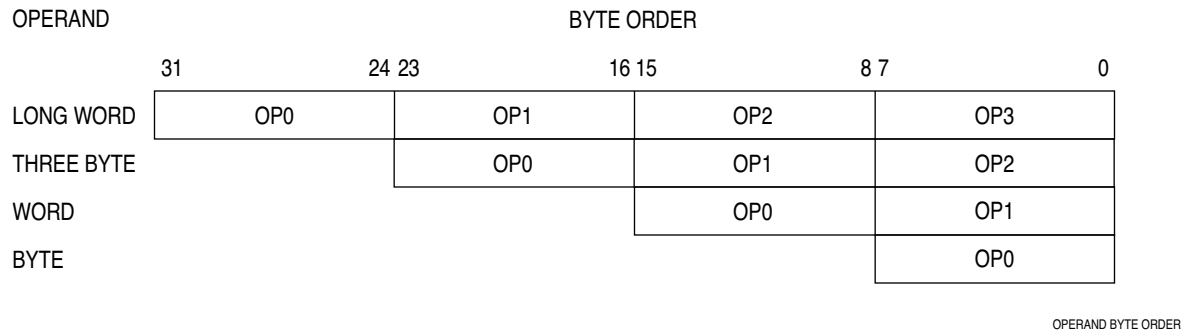 OPERAND BYTE ORDER
31 24 23 16 15 8 7 0
LONG WORD OP0 OP1 OP2 OP3
THREE BYTE OP0 OP1 OP2
WORD OP0 OP1
BYTE OP0
OPERAND BYTE ORDER